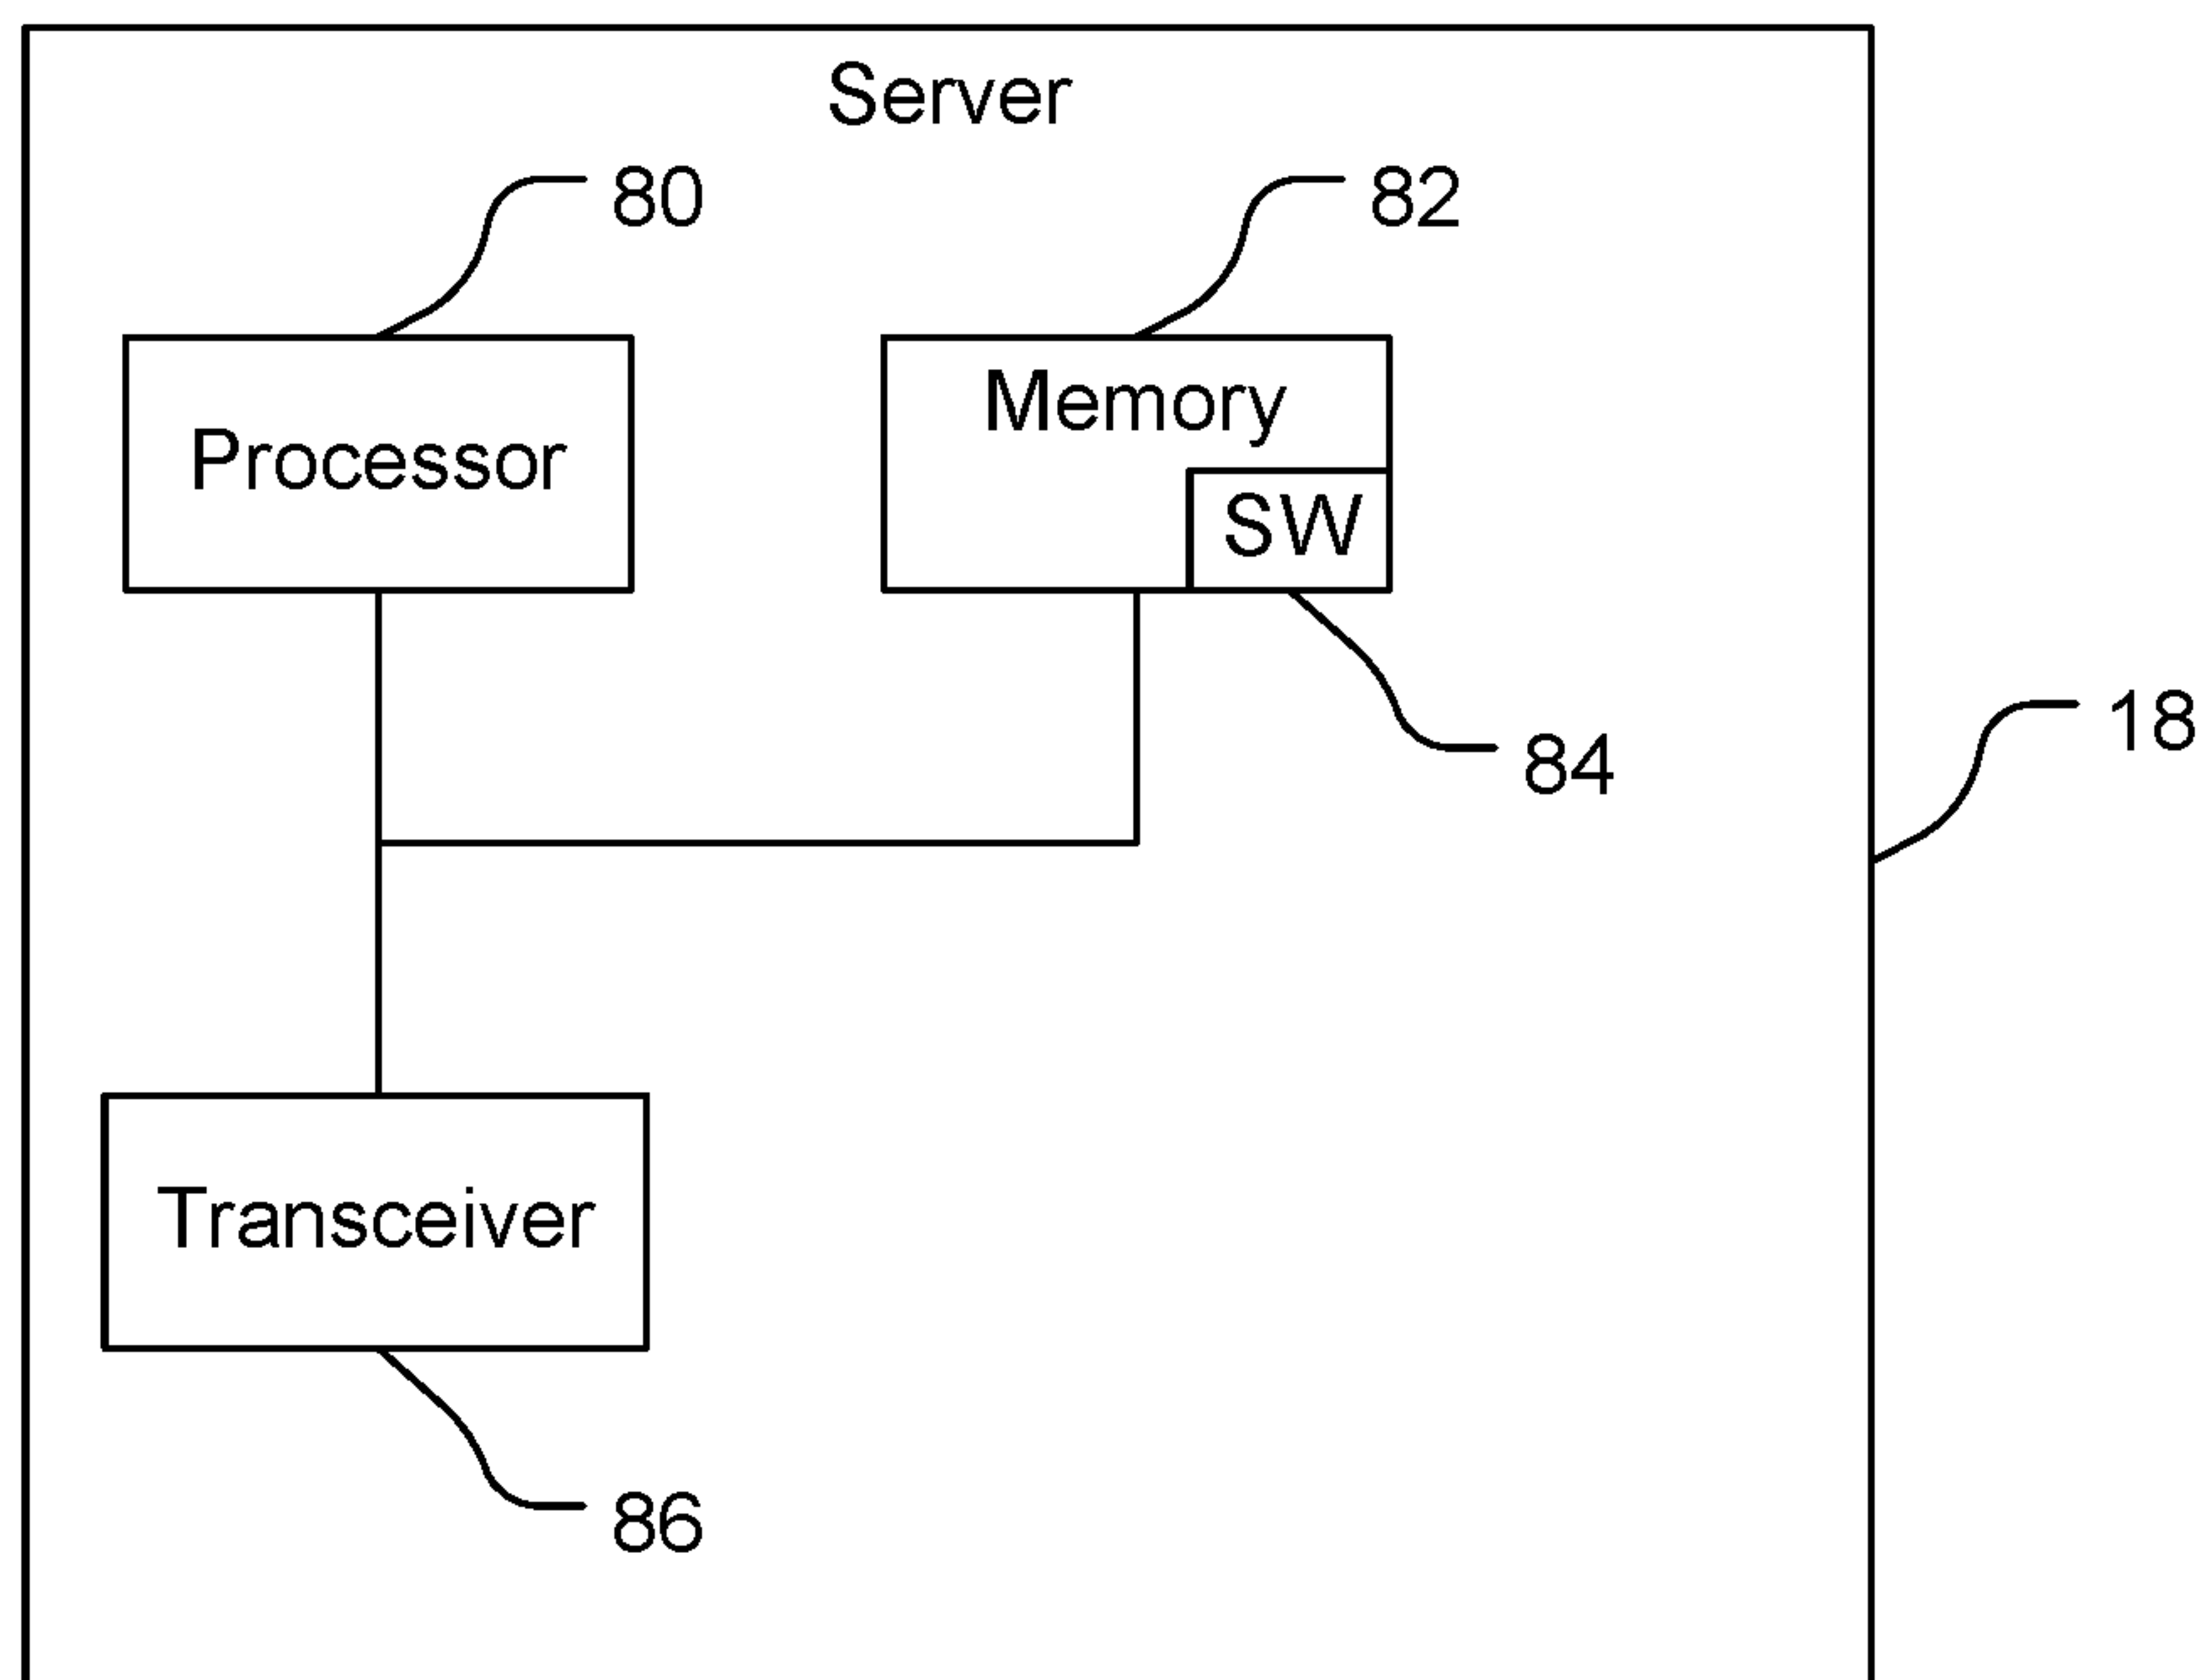 Server
80
82
Processor
Memory
SW
84
18
Transceiver
86